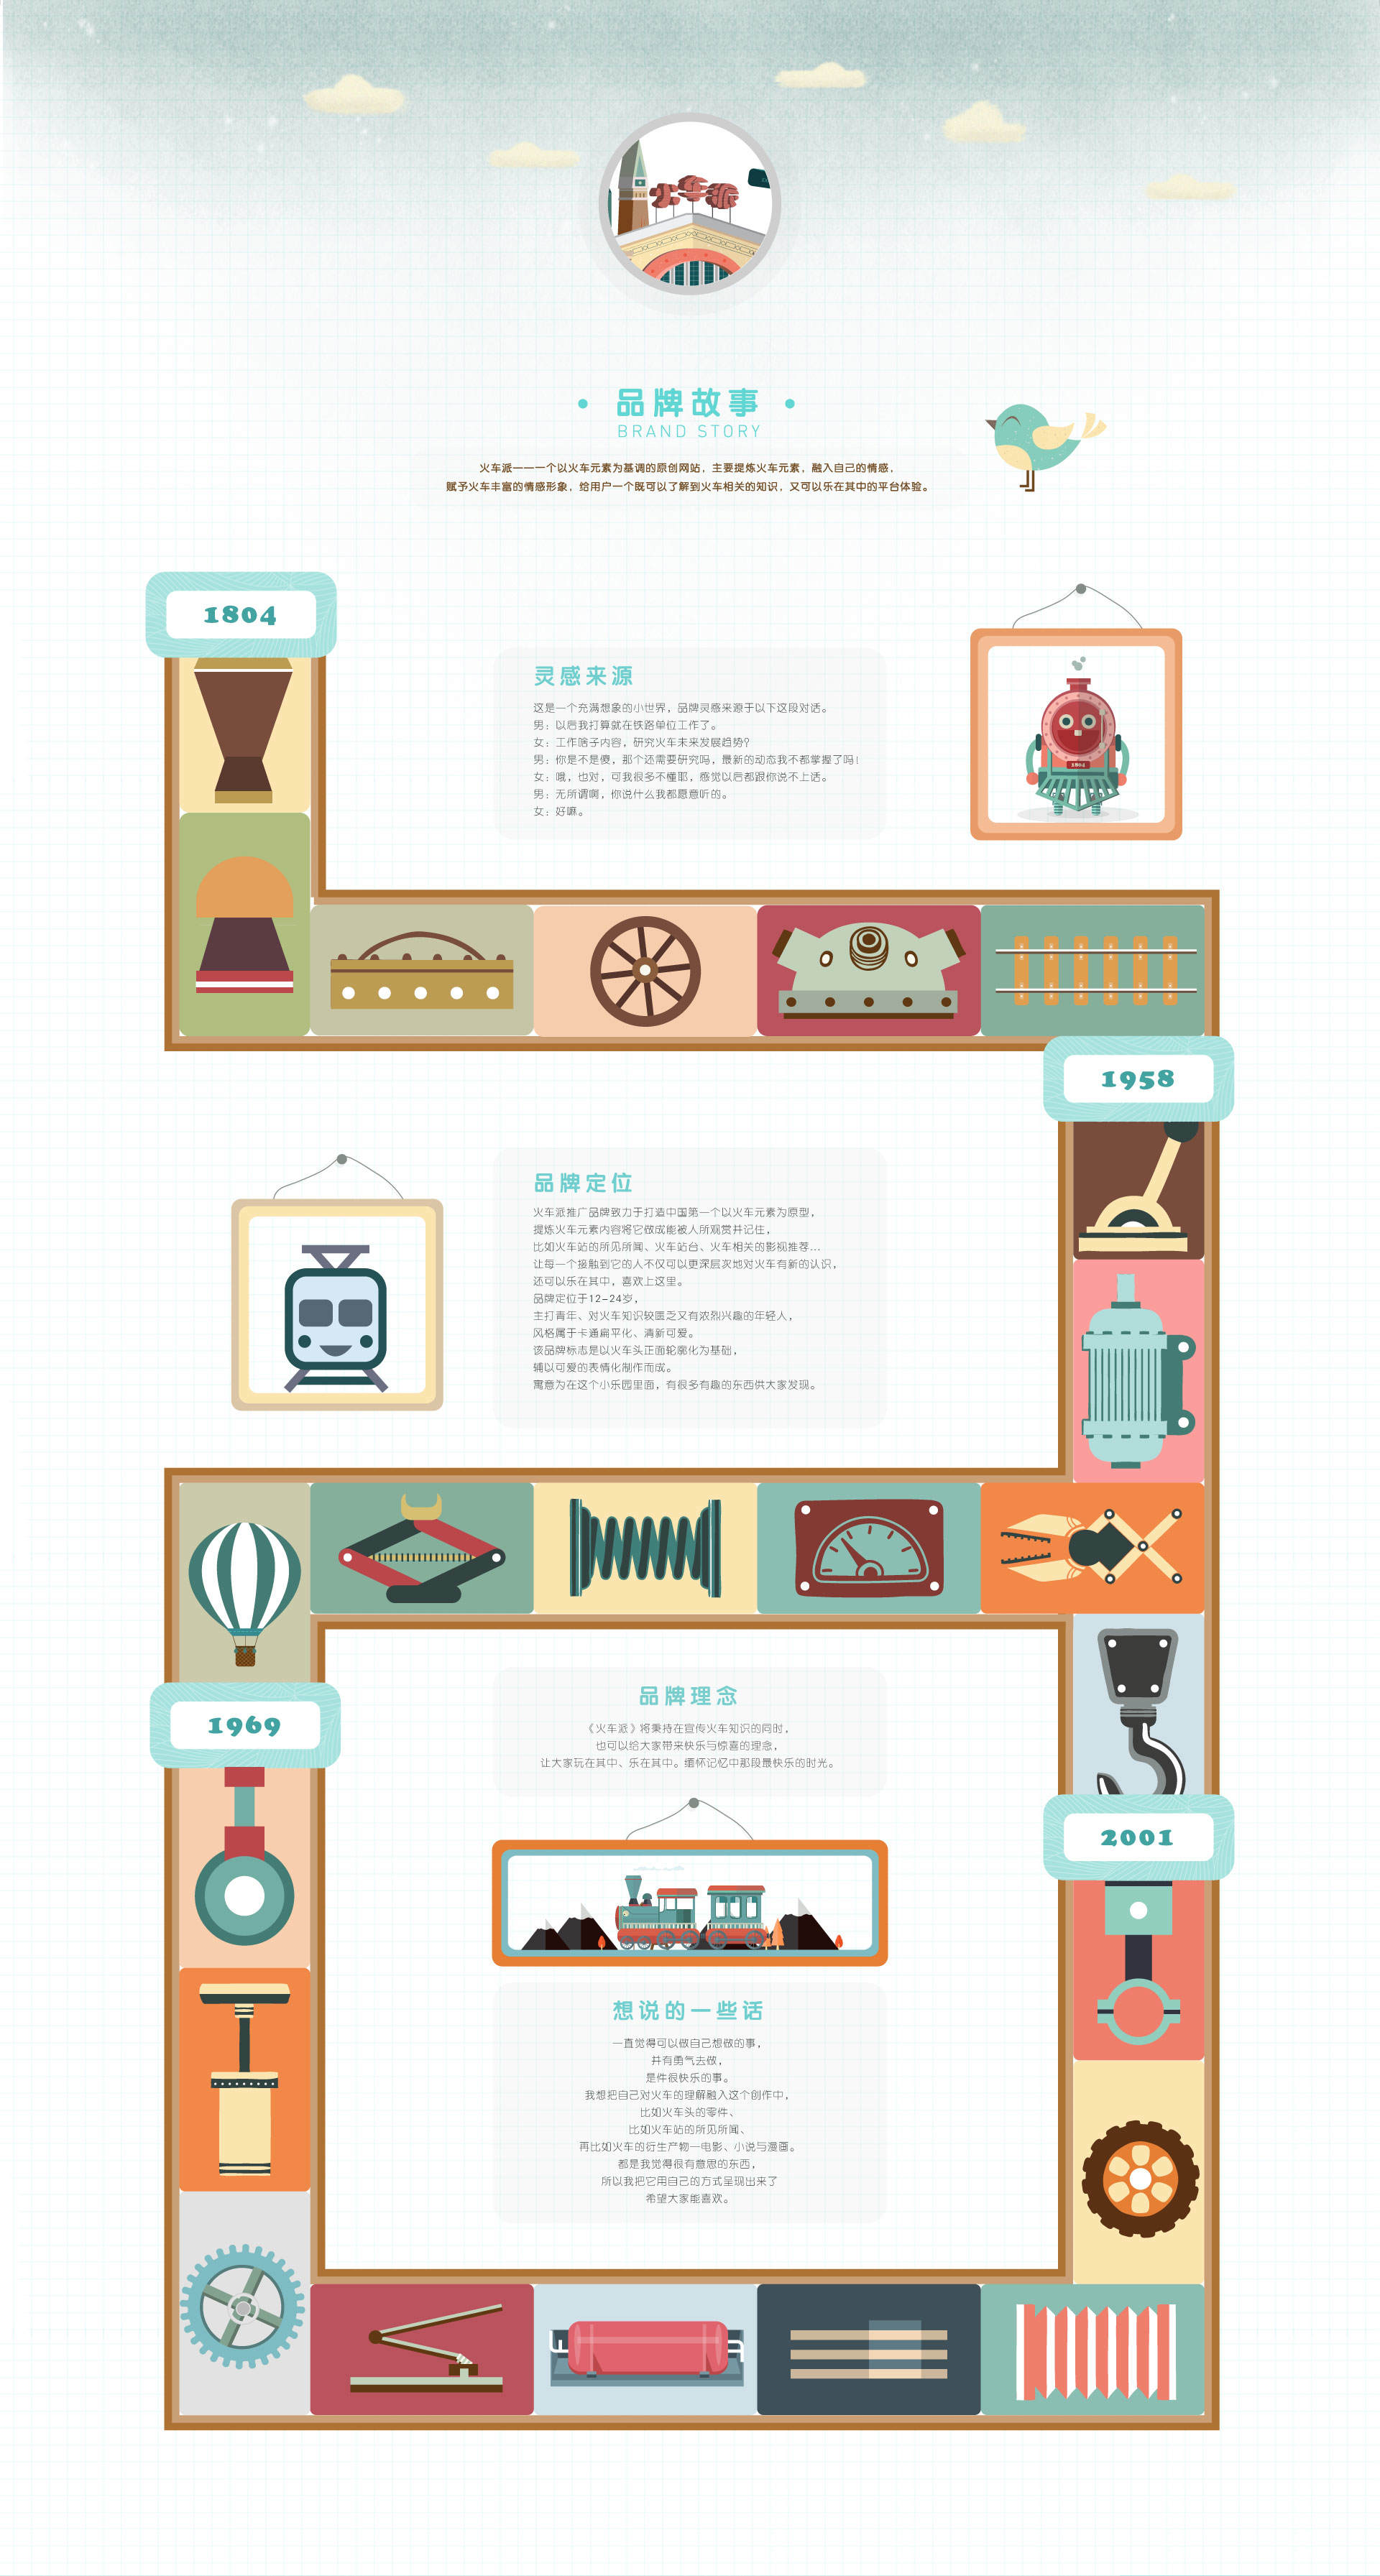 品牌故事
BRAND STORY
火车派——一个以火车元素为基调的原创网站，主要提炼火车元素，融入自己的情感，
赋予火车丰富的情感形象，给用户一个既可以了解到火车相关的知识，又可以乐在其中的平台体验。
1804
灵感来源
这是一个充满想象的小世界，品牌灵感来源于以下这段对话。
男：以后我打算就在铁路单位工作了。
女：工作啥子内容，研究火车未来发展趋势？
男：你是不是傻，那个还需要研究吗，最新的动态我不都掌握了吗！
女：哦，也对，可我很多不懂耶，感觉以后都跟你说不上话。
男：无所谓啊，你说什么我都愿意听的。
女：好嘛。
1804
1958
品牌定位
火车派推广品牌致力于打造中国第一个以火车元素为原型，
提炼火车元素内容将它做成能被人所观赏并记住，
比如火车站的所见所闻、火车站台、火车相关的影视推荐...
让每一个接触到它的人不仅可以更深层次地对火车有新的认识，
还可以乐在其中，喜欢上这里。
品牌定位于12-24岁，
主打青年、对火车知识较匮乏又有浓烈兴趣的年轻人，
风格属于卡通扁平化、清新可爱。
该品牌标志是以火车头正面轮廓化为基础，
辅以可爱的表情化制作而成。
寓意为在这个小乐园里面，有很多有趣的东西供大家发现。
1969
品牌理念
《火车派》将秉持在宣传火车知识的同时，
也可以给大家带来快乐与惊喜的理念，
让大家玩在其中、乐在其中。缅怀记忆中那段最快乐的时光。
2001
想说的一些话
一直觉得可以做自己想做的事，
并有勇气去做，
是件很快乐的事。
我想把自己对火车的理解融入这个创作中，
比如火车头的零件、
比如火车站的所见所闻、
再比如火车的衍生产物—电影、小说与漫画。
都是我觉得很有意思的东西，
所以我把它用自己的方式呈现出来了
希望大家能喜欢。